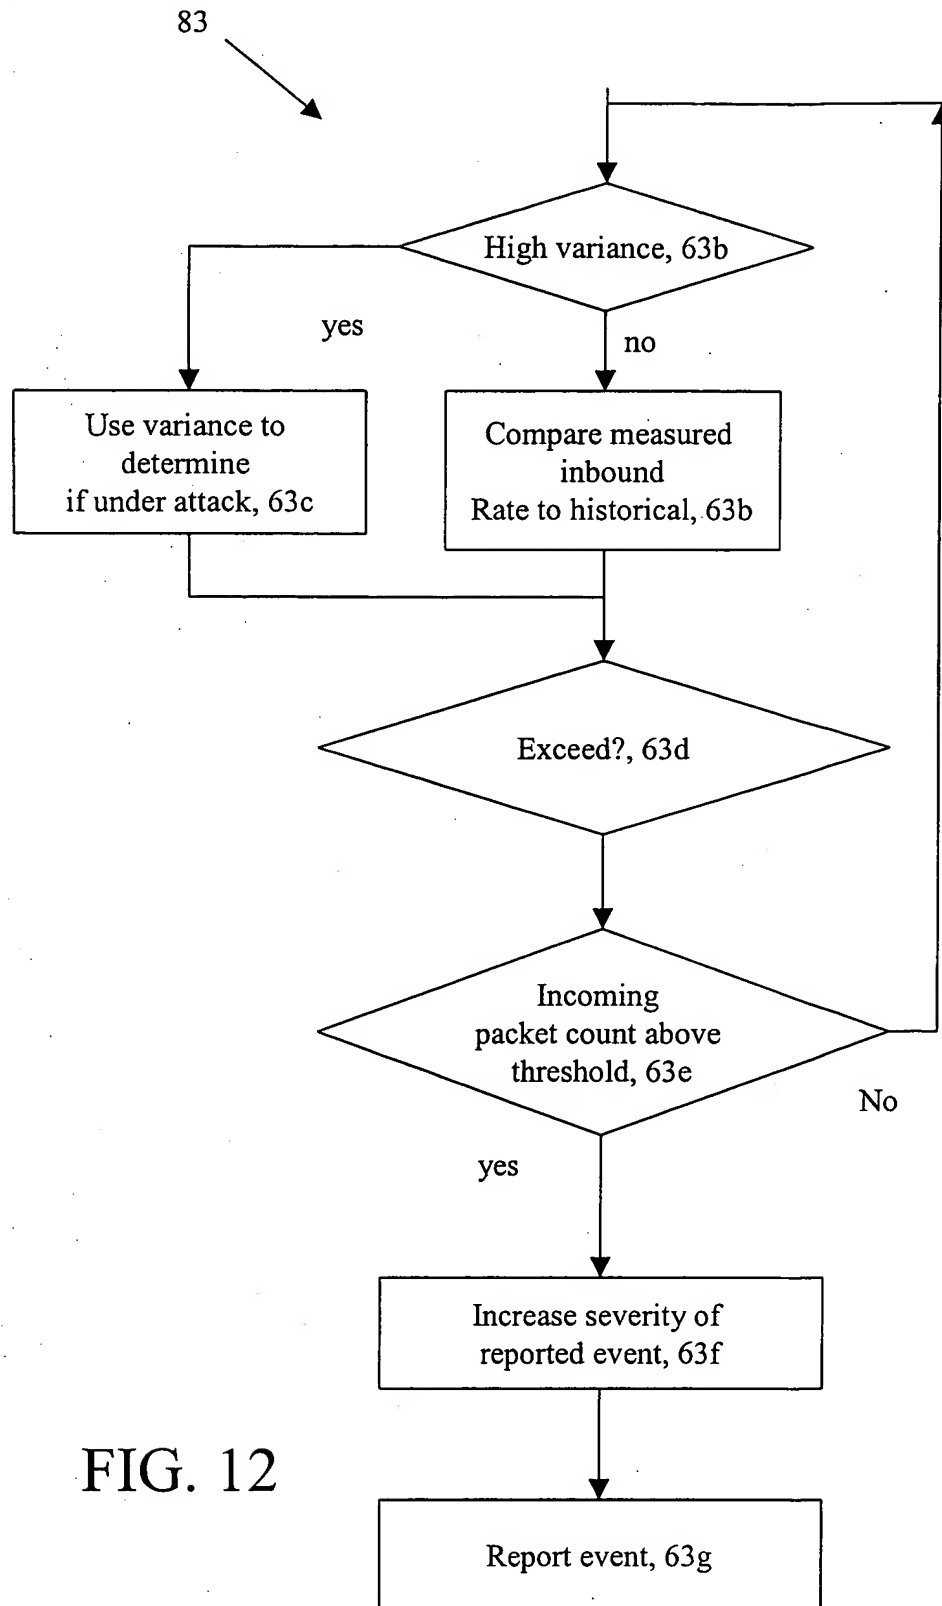 83
High variance, 63b
yes
no
Use variance to
determine
if under attack, 63c
Compare measured
inbound
Rate to historical, 63b
Exceed?, 63d
Incoming
packet count above
threshold, 63e
No
yes
Increase severity of
reported event, 63f
FIG. 12
Report event, 63g